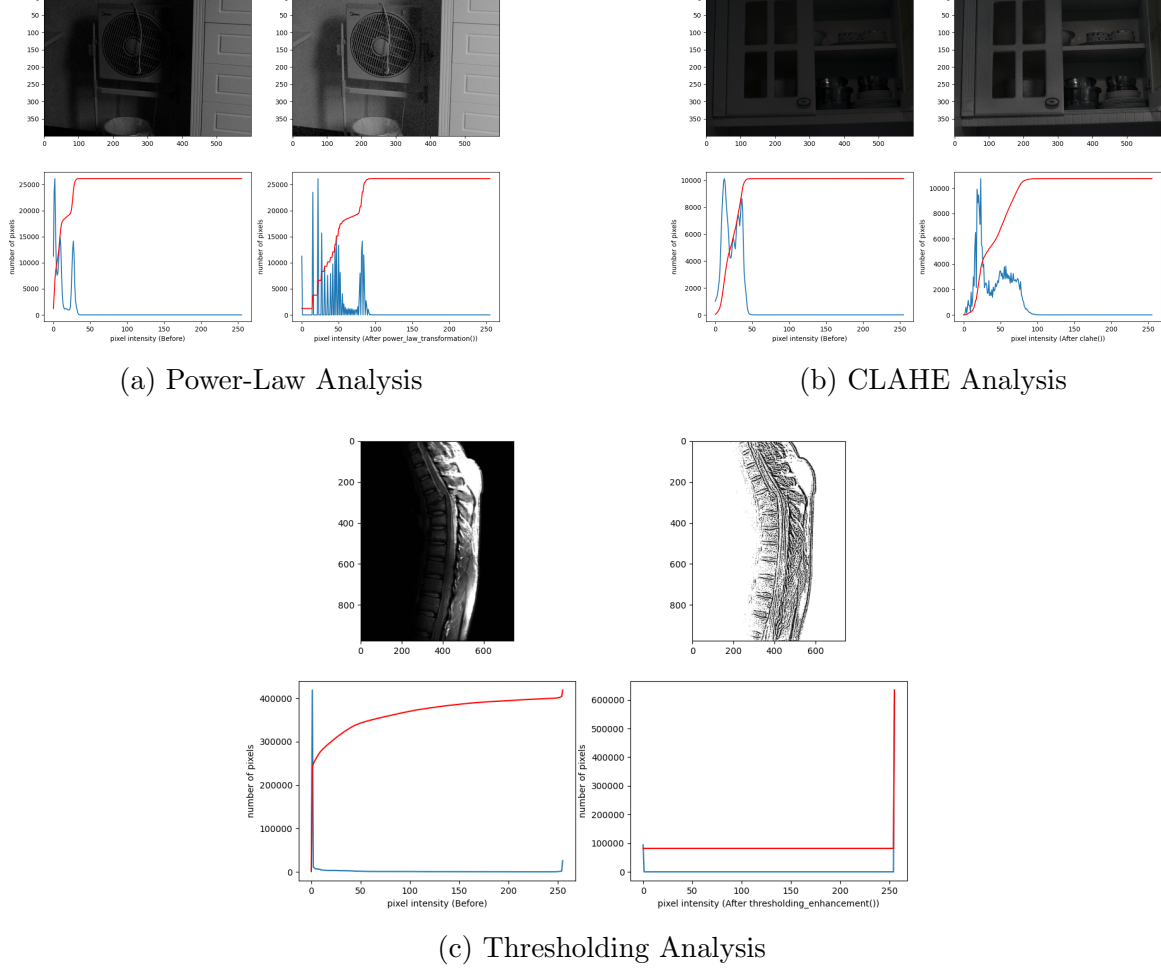 0
50
100
150
200
250
300
350
0 100 200 300 400 500
0
50
100
150
200
250
300
350
0 100 200 300 400 500
0
50
100
150
200
250
300
350
0 100 200 300 400 500
0
50
100
150
200
250
300
350
0 100 200 300 400 500
number of pixels
25000
20000
15000
10000
5000
0
0 50 100 150 200 250
pixel intensity (Before)
number of pixels
25000
20000
15000
10000
5000
0
0 50 100 150 200 250
pixel intensity (After power_law_transformation())
number of pixels
10000
8000
6000
4000
2000
0
0 50 100 150 200 250
pixel intensity (Before)
number of pixels
10000
8000
6000
4000
2000
0
0 50 100 150 200 250
pixel intensity (After clahe())
(a) Power-Law Analysis
(b) CLAHE Analysis
0
200
400
600
800
0 200 400 600
0
200
400
600
800
0 200 400 600
number of pixels
400000
300000
200000
100000
0
0 50 100 150 200 250
pixel intensity (Before)
number of pixels
600000
500000
400000
300000
200000
100000
0
0 50 100 150 200 250
pixel intensity (After thresholding_enhancement())
(c) Thresholding Analysis